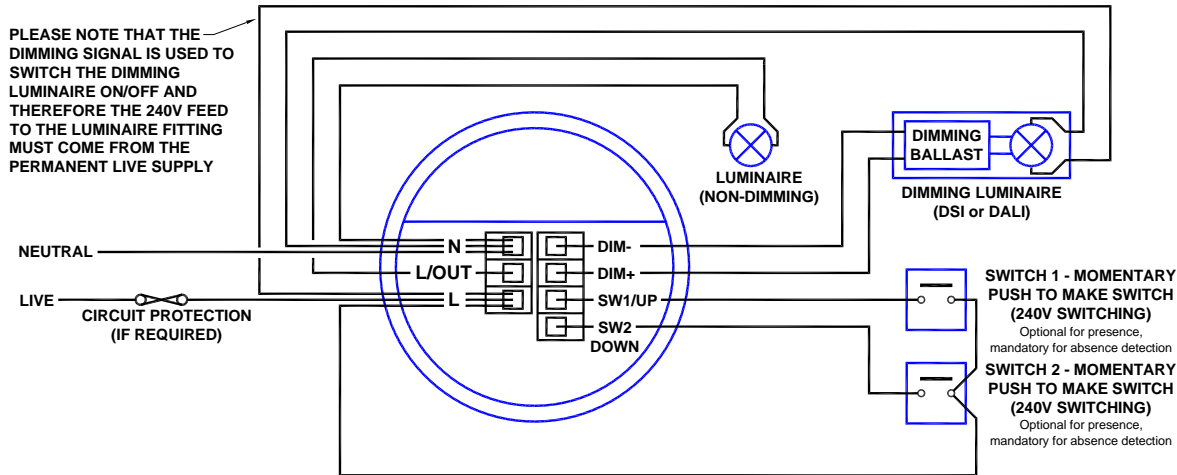 PLEASE NOTE THAT THE
DIMMING SIGNAL IS USED TO
SWITCH THE DIMMING
LUMINAIRE ON/OFF AND
THEREFORE THE 240V FEED
TO THE LUMINAIRE FITTING
MUST COME FROM THE
PERMANENT LIVE SUPPLY
LUMINAIRE
(NON-DIMMING)
DIMMING
BALLAST
DIMMING LUMINAIRE
(DSI or DALI)
NEUTRAL
LIVE
CIRCUIT PROTECTION
(IF REQUIRED)
N
L/OUT
L
DIM-
DIM+
SW1/UP
SW2
DOWN
SWITCH 1 - MOMENTARY
PUSH TO MAKE SWITCH
(240V SWITCHING)
Optional for presence,
mandatory for absence detection
SWITCH 2 - MOMENTARY
PUSH TO MAKE SWITCH
(240V SWITCHING)
Optional for presence,
mandatory for absence detection